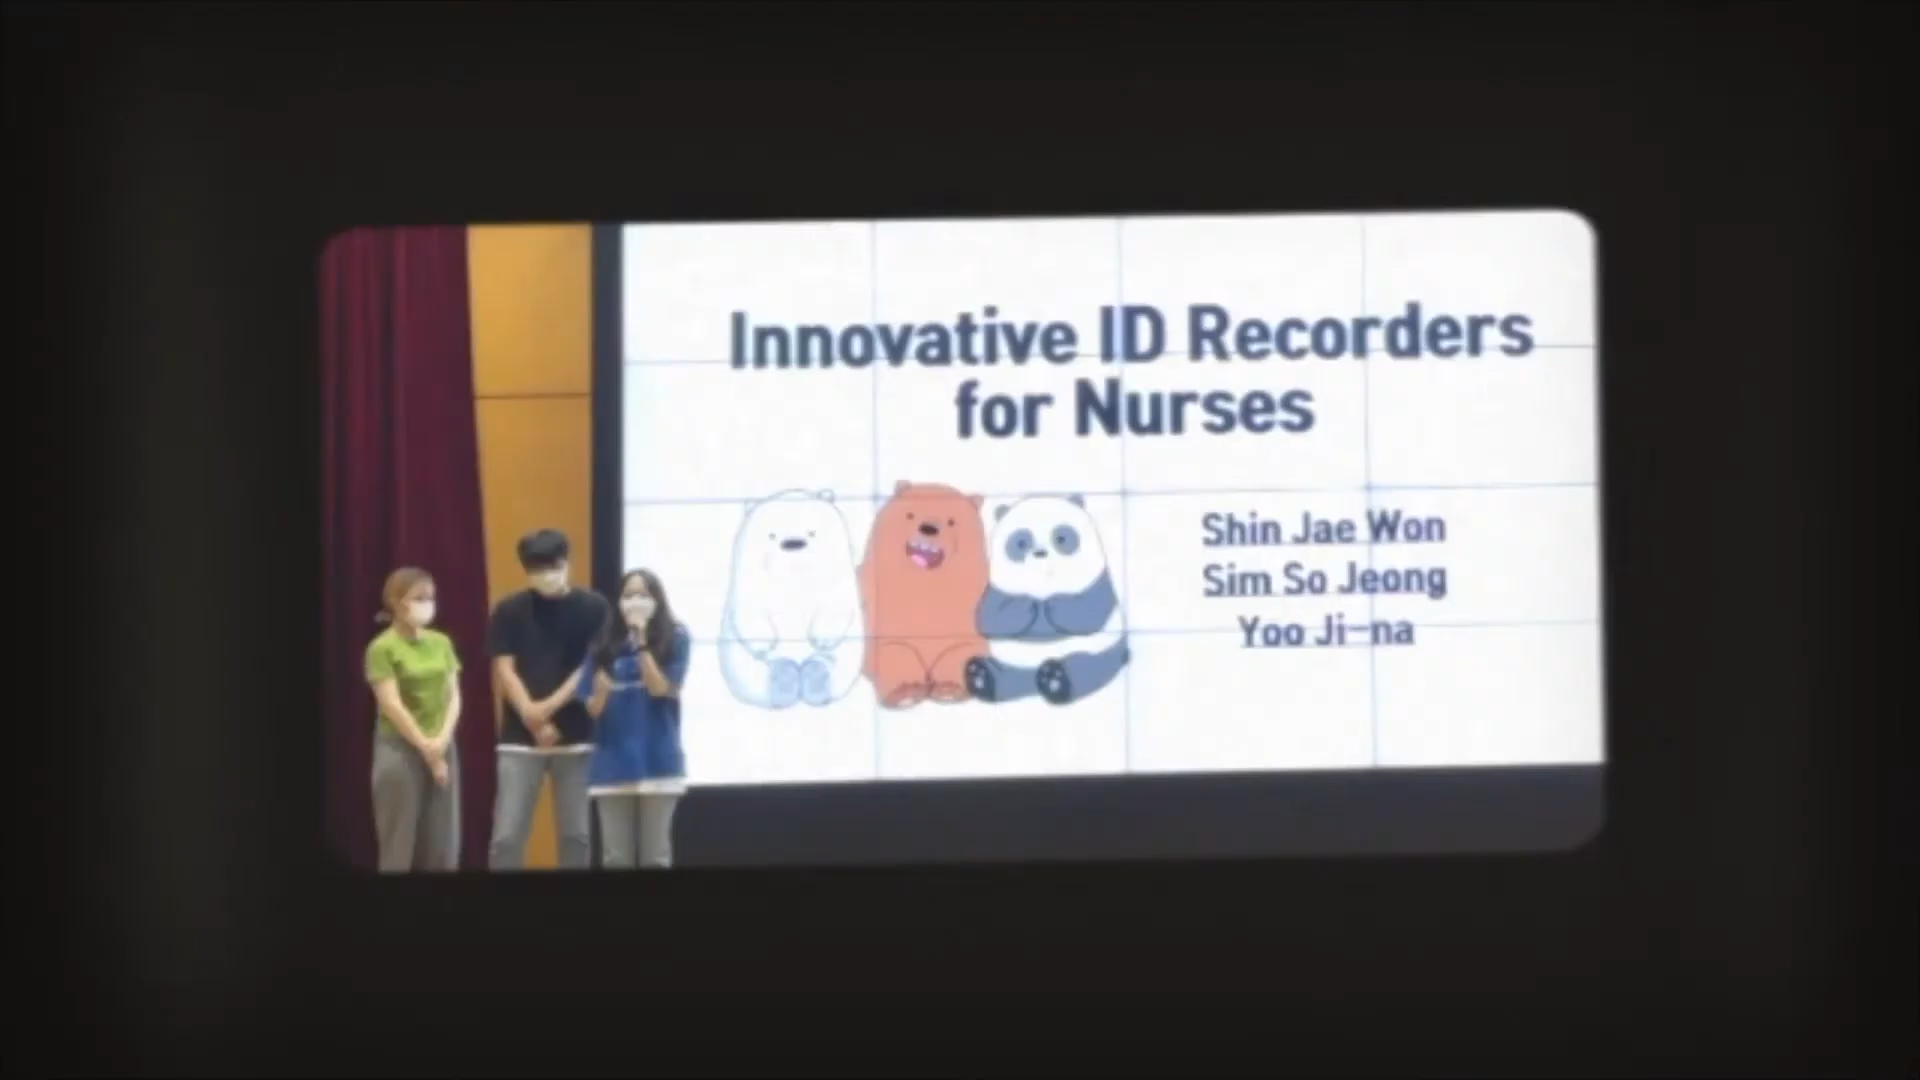 Innovative ID Recorders
for Nurses
Shin Jae Won
Sim So Jeong
Yoo Ji-na